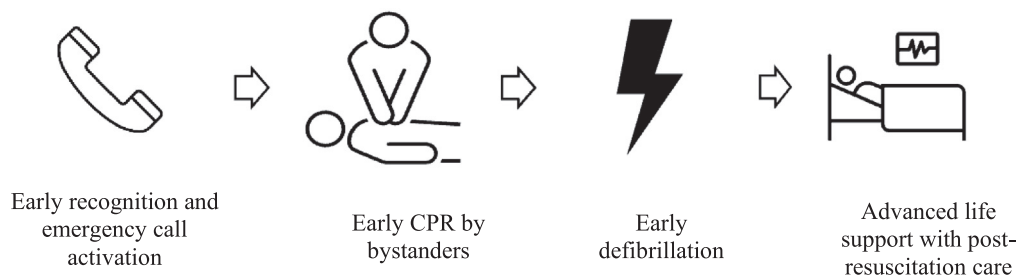 Early recognition and
emergency call
activation
Early CPR by
bystanders
Early
defibrillation
Advanced life
support with post-
resuscitation care